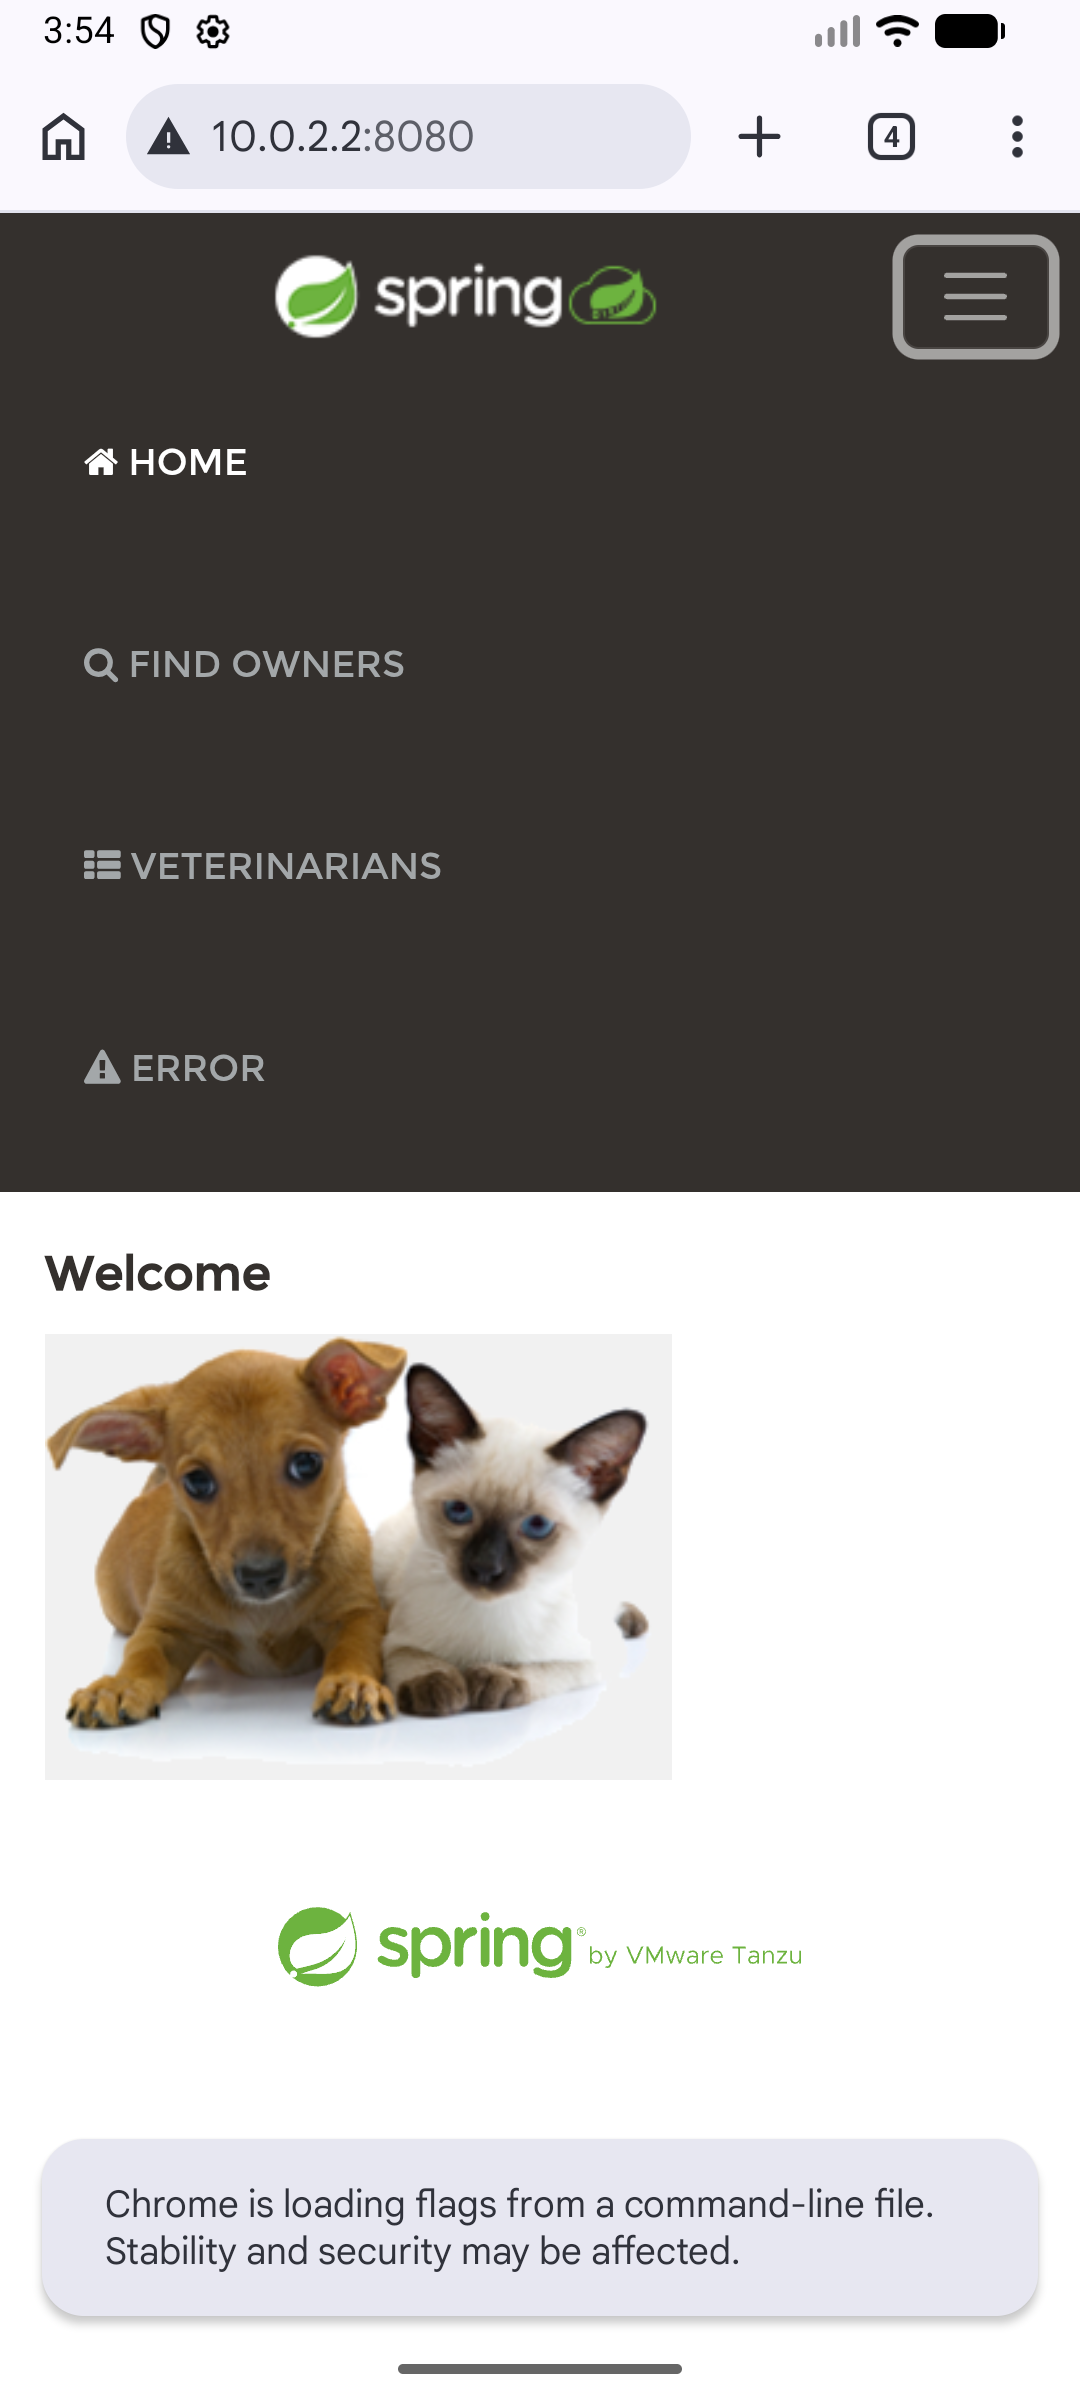 3:54
10.0.2.2:8080
4
spring
HOME
FIND OWNERS
VETERINARIANS
ERROR
Welcome
spring® by VMware Tanzu
Chrome is loading flags from a command-line file.
Stability and security may be affected.